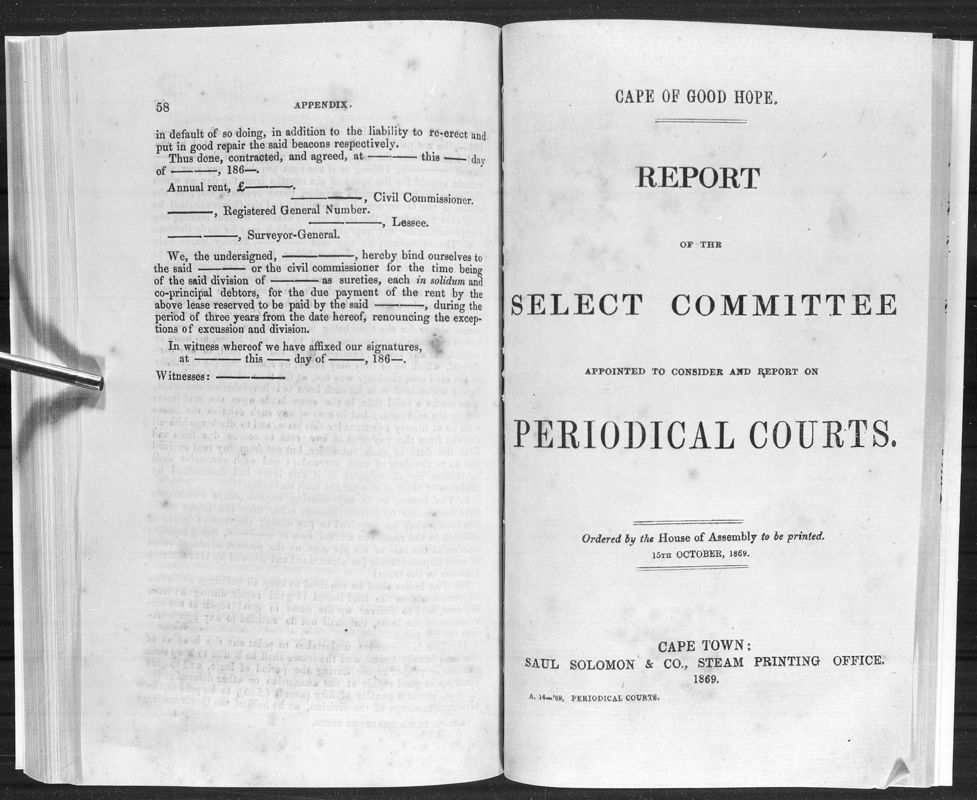 58 APPENDIX.
in default of so doing, in addition to the liability to re-erect and
put in good repair the said beacons respectively.
Thus done, contracted, and agreed, at ——— —— this —— day
of ————, 186—.
Annual rent, £————.
——————, Civil Commissioner.
————, Registered General Number.
——————, Lessee.
——————, Surveyor-General.
We, the undersigned, ——————, hereby bind ourselves to
the said ———— or the civil commissioner for the time being
of the said division of ———— as sureties, each in solidum and
co-principal debtors, for the due payment of the rent by the
above lease reserved to be paid by the said ————, during the
period of three years from the date hereof, renouncing the excep-
tions of excussion and division.
In witness whereof we have affixed our signatures,
at ———— this —— day of ———, 186—.
Witnesses: ——————
CAPE OF GOOD HOPE.
REPORT
OF THE
SELECT COMMITTEE
APPOINTED TO CONSIDER AND REPORT ON
PERIODICAL COURTS.
Ordered by the House of Assembly to be printed.
15TH OCTOBER, 1869.
CAPE TOWN:
SAUL SOLOMON & CO., STEAM PRINTING OFFICE.
1869.
A. 14—'69. PERIODICAL COURTS.